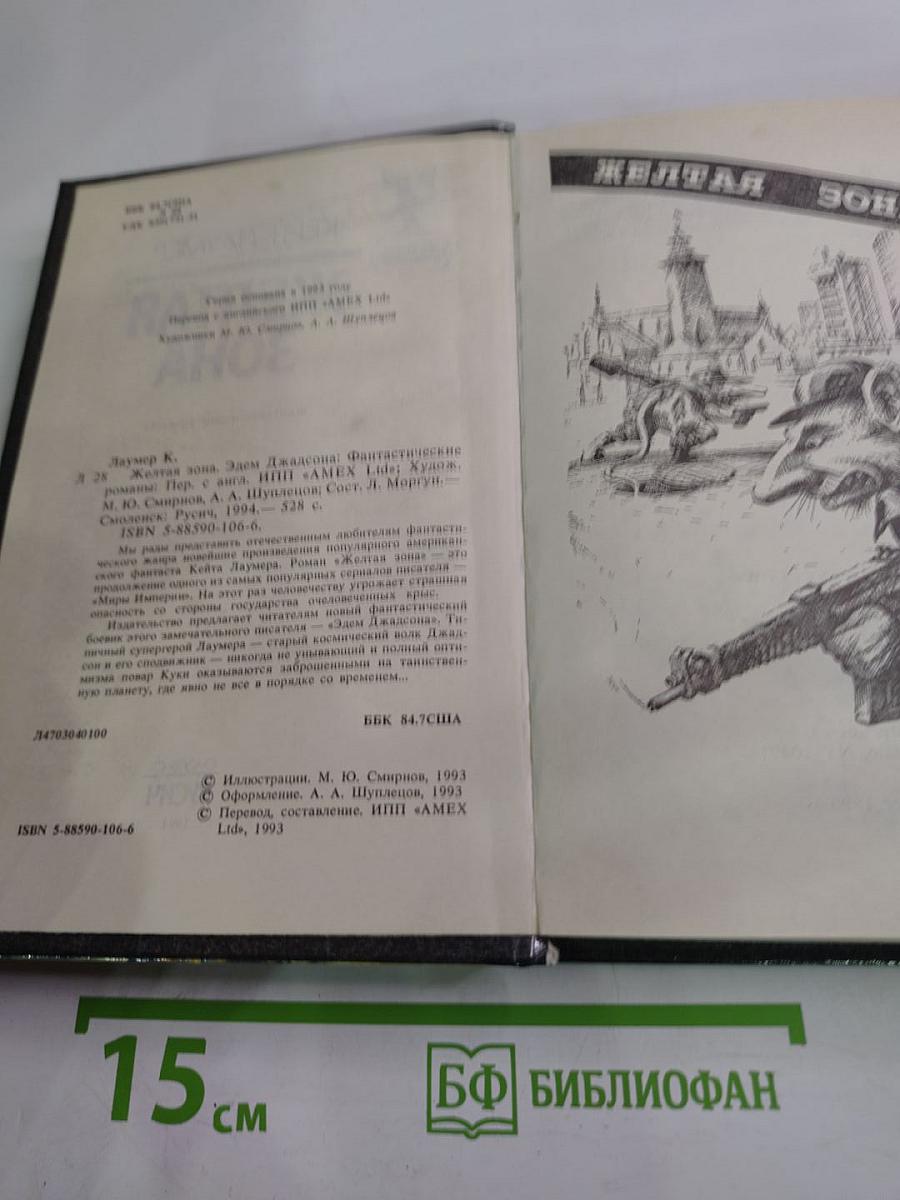 ББК 84.7США
Л 28
Серия основана в 1993 году
Перевод с английского ИПП «AMEX Ltd»
Художники М. Ю. Смирнов, А. А. Шуплецов
Лаумер К.
Л 28 Желтая зона. Эдем Джадсона: Фантастические
романы: Пер. с англ. ИПП «AMEX Ltd»; Худож.
М. Ю. Смирнов, А. А. Шуплецов; Сост. Л. Моргун.—
Смоленск: Русич, 1994.— 528 с.
ISBN 5-88590-106-6.
Мы рады представить отечественным любителям фантасти-
ческого жанра новейшие произведения популярного американ-
ского фантаста Кейта Лаумера. Роман «Желтая зона» — это
продолжение одного из самых популярных сериалов писателя —
«Миры Империи». На этот раз человечеству угрожает страшная
опасность со стороны государства очеловеченных крыс.
Издательство предлагает читателям новый фантастический
боевик этого замечательного писателя — «Эдем Джадсона». Ти-
пичный супергерой Лаумера — старый космический волк Джад-
сон и его сподвижник — никогда не унывающий и полный опти-
мизма повар Куки оказываются заброшенными на таинствен-
ную планету, где явно не все в порядке со временем...
Л4703040100
ББК 84.7США
© Иллюстрации. М. Ю. Смирнов, 1993
© Оформление. А. А. Шуплецов, 1993
© Перевод, составление. ИПП «AMEX
Ltd», 1993
ISBN 5-88590-106-6
ЖЕЛТАЯ ЗОН
15 см
БФ БИБЛИОФАН